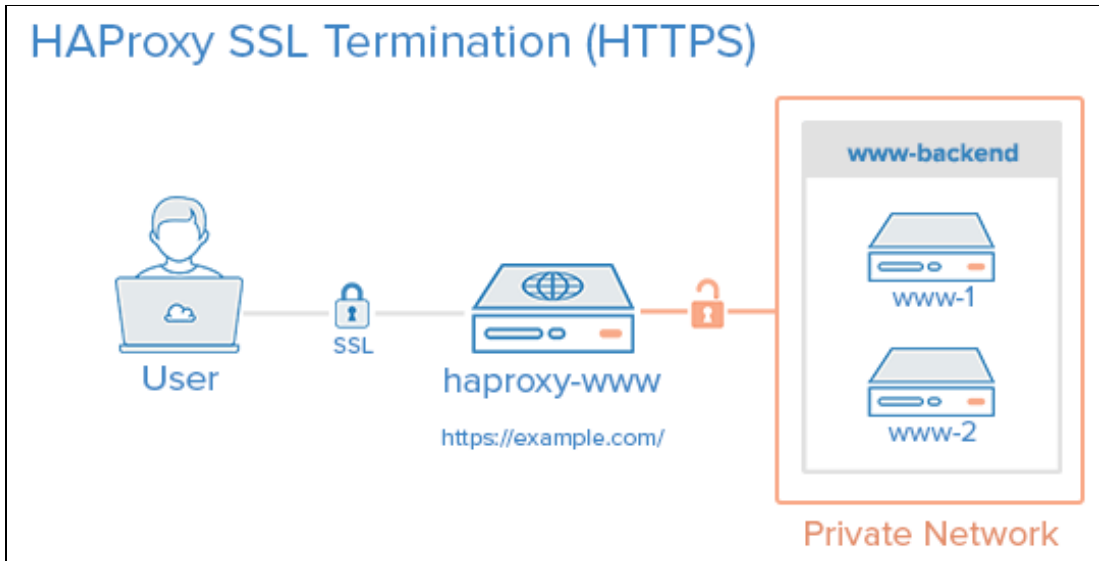 HAProxy SSL Termination (HTTPS)
www-backend
www-1
SSL
User
haproxy-www
www-2
https://example.com/
Private Network